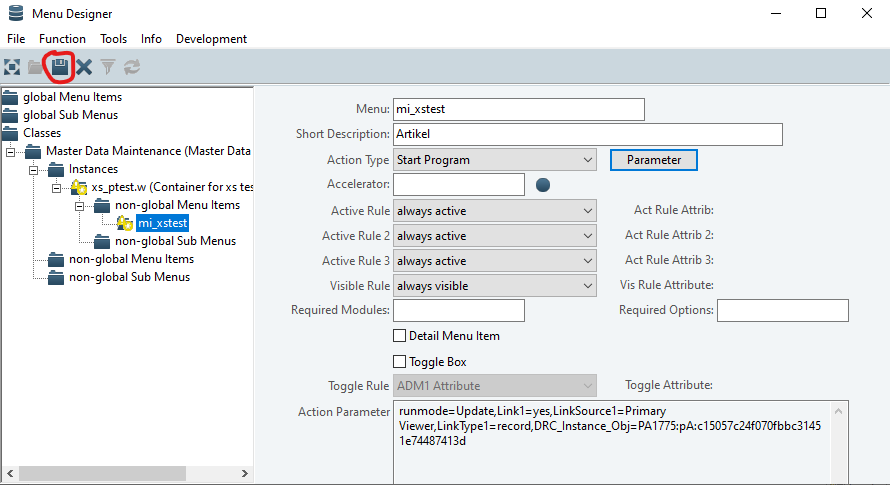 Menu Designer
File Function Tools Info Development
global Menu Items
global Sub Menus
Classes
Master Data Maintenance (Master Data
Instances
xs_ptest.w (Container for xs tes
non-global Menu Items
mi_xstest
non-global Sub Menus
non-global Menu Items
non-global Sub Menus
Menu: mi_xstest
Short Description: Artikel
Action Type Start Program Parameter
Accelerator:
Active Rule always active Act Rule Attrib:
Active Rule 2 always active Act Rule Attrib 2:
Active Rule 3 always active Act Rule Attrib 3:
Visible Rule always visible Vis Rule Attribute:
Required Modules: Required Options:
Detail Menu Item
Toggle Box
Toggle Rule ADM1 Attribute Toggle Attribute:
Action Parameter runmode=Update,Link1=yes,LinkSource1=Primary
Viewer,LinkType1=record,DRC_Instance_Obj=PA1775:pA:c15057c24f070fbbc3145
1e74487413d